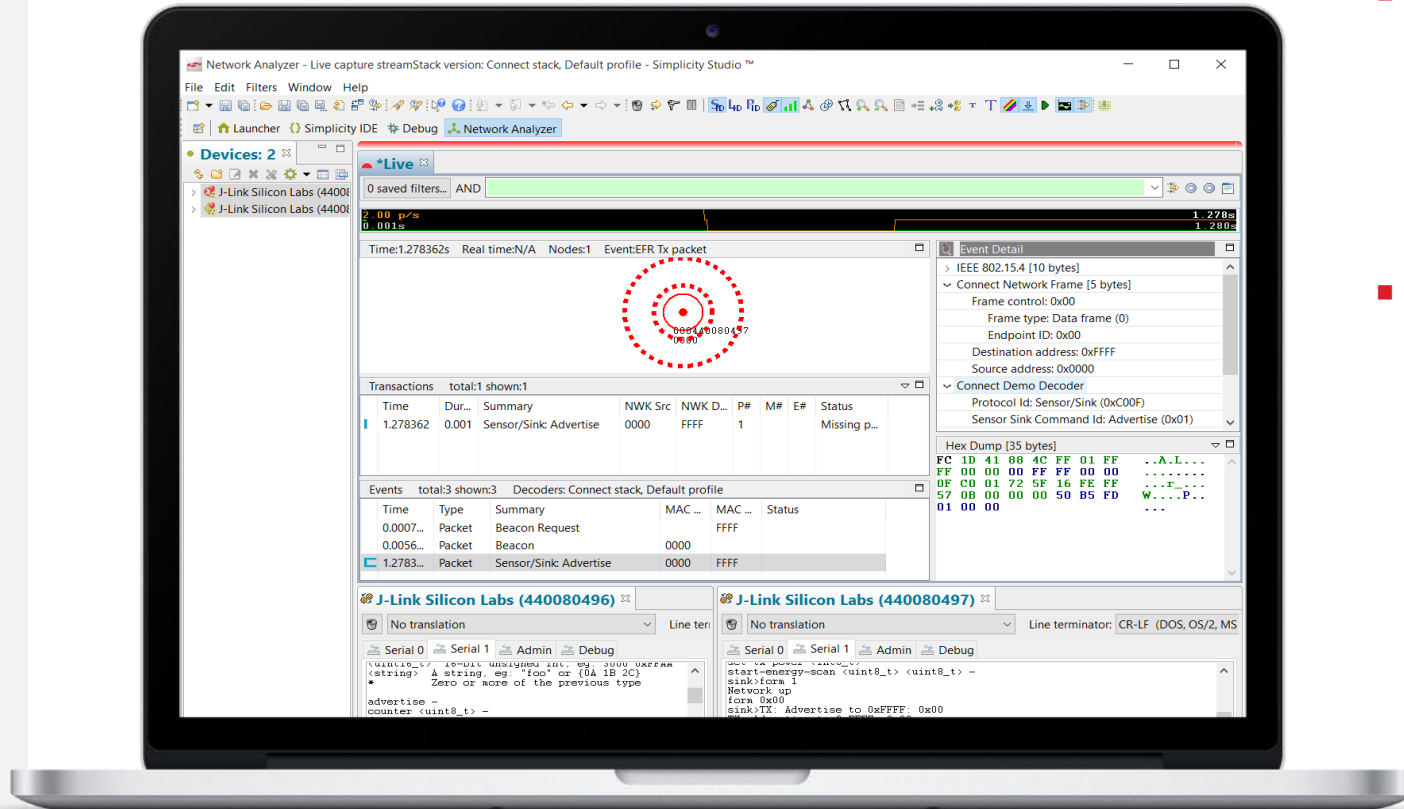 Network Analyzer - Live capture streamStack version: Connect stack, Default profile - Simplicity Studio ™
File Edit Filters Window Help
Launcher Simplicity IDE Debug Network Analyzer
Devices: 2
J-Link Silicon Labs (44008
J-Link Silicon Labs (44008
*Live
0 saved filters... AND
2.00 p/s 1.278s
0.001s 1.280s
Time:1.278362s Real time:N/A Nodes:1 Event:EFR Tx packet
000440080497
0000
Transactions total:1 shown:1
Time Dur... Summary NWK Src NWK D... P# M# E# Status
1.278362 0.001 Sensor/Sink: Advertise 0000 FFFF 1 Missing p...
Events total:3 shown:3 Decoders: Connect stack, Default profile
Time Type Summary MAC ... MAC ... Status
0.0007... Packet Beacon Request FFFF
0.0056... Packet Beacon 0000
1.2783... Packet Sensor/Sink: Advertise 0000 FFFF
Event Detail
IEEE 802.15.4 [10 bytes]
Connect Network Frame [5 bytes]
Frame control: 0x00
Frame type: Data frame (0)
Endpoint ID: 0x00
Destination address: 0xFFFF
Source address: 0x0000
Connect Demo Decoder
Protocol Id: Sensor/Sink (0xC00F)
Sensor Sink Command Id: Advertise (0x01)
Hex Dump [35 bytes]
FC 1D 41 88 4C FF 01 FF ..A.L...
FF 00 00 00 FF FF 00 00 ........
0F C0 01 72 5F 16 FE FF ...r_...
57 0B 00 00 00 50 B5 FD W....P..
01 00 00 ...
J-Link Silicon Labs (440080496)
No translation Line ter
Serial 0 Serial 1 Admin Debug
<uint16_t> 16-bit unsigned int, eg: 3000 0xFFAA
<string> A string, eg: "foo" or {0A 1B 2C}
* Zero or more of the previous type
advertise -
counter <uint8_t> -
J-Link Silicon Labs (440080497)
No translation Line terminator: CR-LF (DOS, OS/2, MS
Serial 0 Serial 1 Admin Debug
start-energy-scan <uint8_t> <uint8_t> -
sink>form 1
Network up
form 0x00
sink>TX: Advertise to 0xFFFF: 0x00